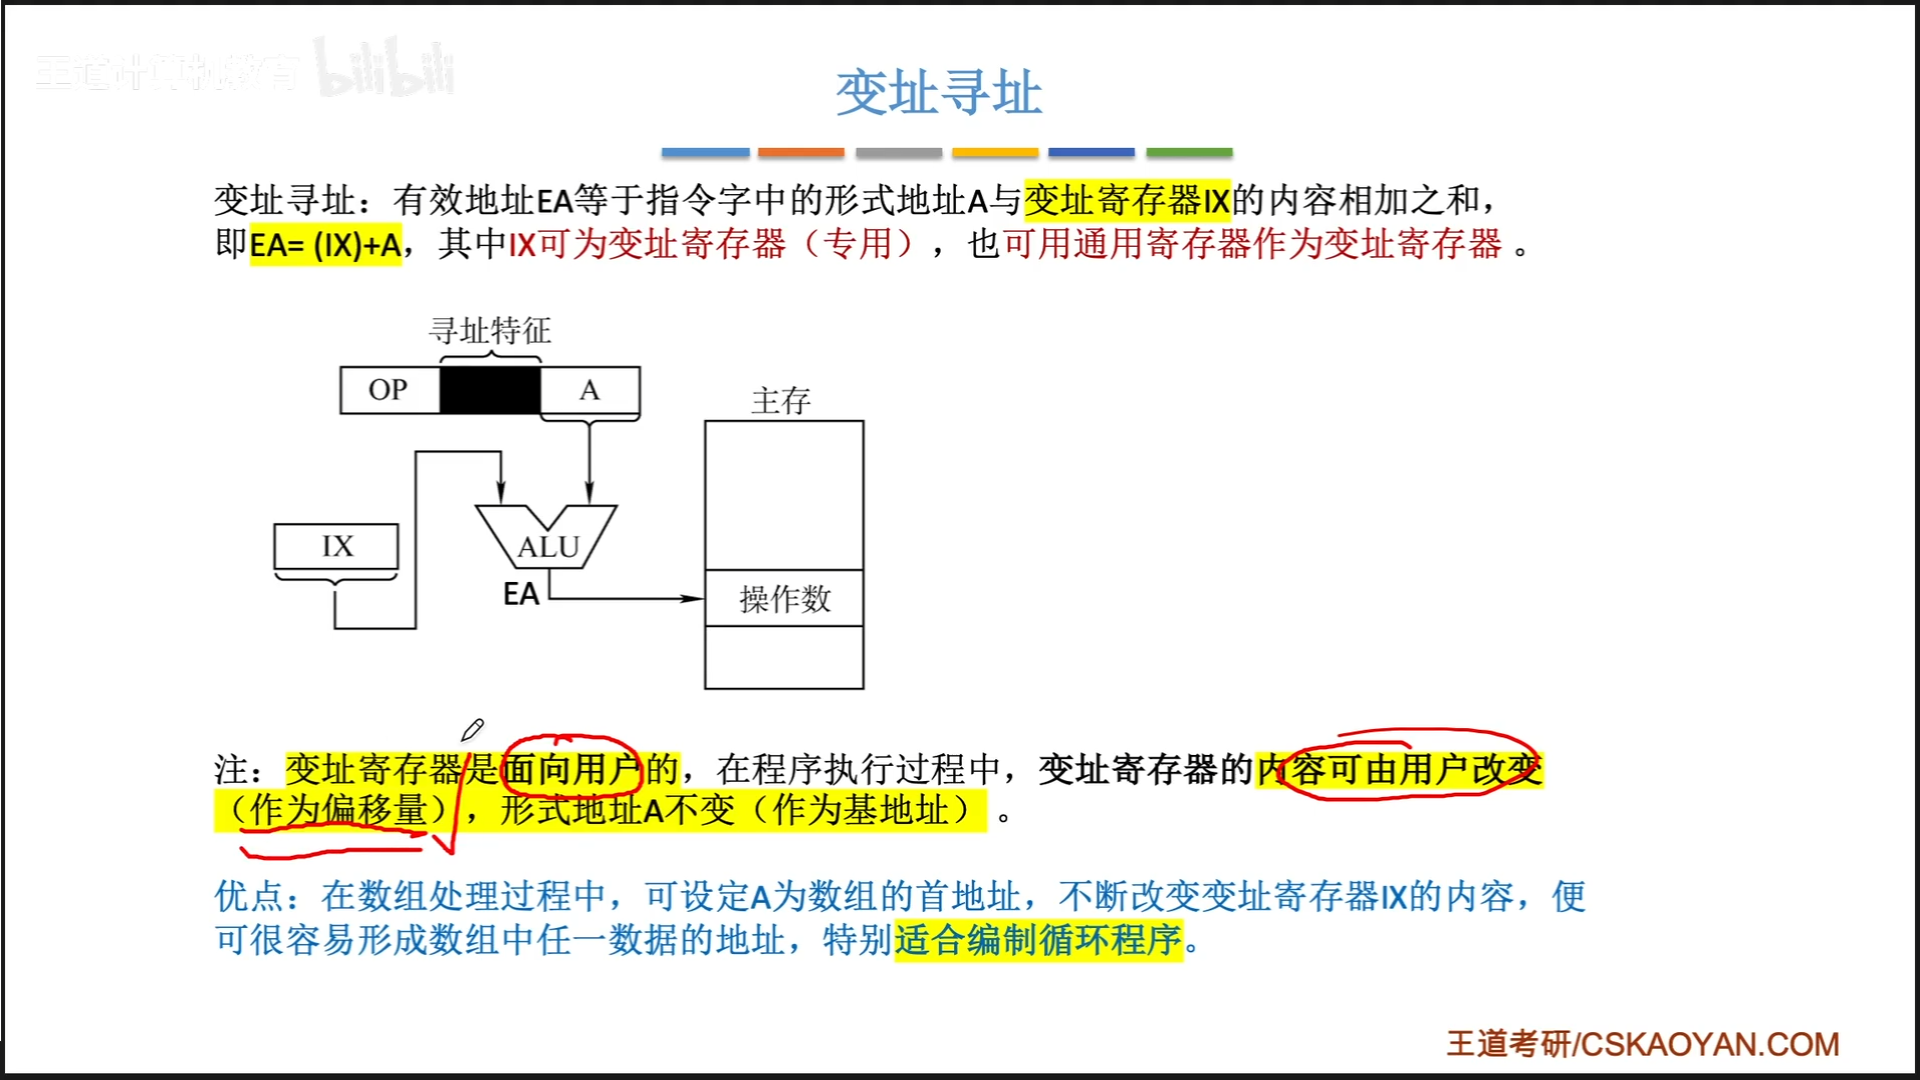 王道计算机教育 bilibili
变址寻址
变址寻址：有效地址EA等于指令字中的形式地址A与变址寄存器IX的内容相加之和，
即EA= (IX)+A，其中IX可为变址寄存器（专用），也可用通用寄存器作为变址寄存器 。
寻址特征
OP A
主存
IX
ALU
EA
操作数
注：变址寄存器是面向用户的，在程序执行过程中，变址寄存器的内容可由用户改变
（作为偏移量），形式地址A不变（作为基地址） 。
优点：在数组处理过程中，可设定A为数组的首地址，不断改变变址寄存器IX的内容，便
可很容易形成数组中任一数据的地址，特别适合编制循环程序。
王道考研/CSKAOYAN.COM